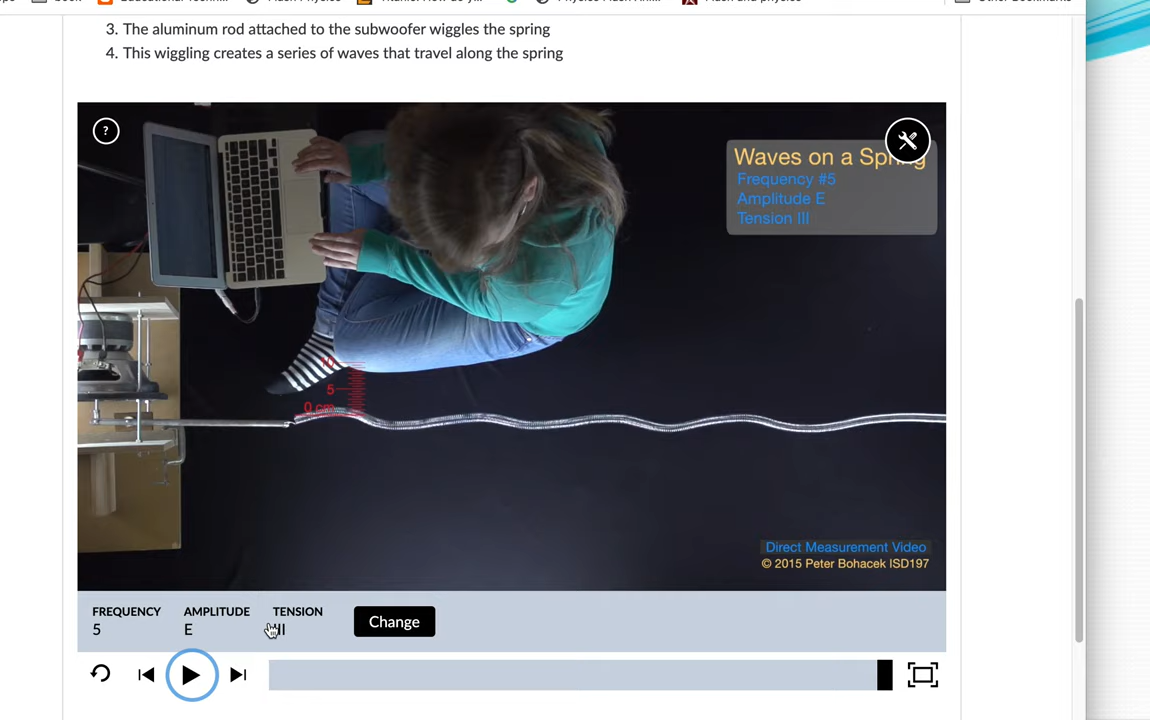 3. The aluminum rod attached to the subwoofer wiggles the spring
4. This wiggling creates a series of waves that travel along the spring
?
Waves on a Spring
Frequency #5
Amplitude E
Tension III
10
5
0 cm
Direct Measurement Video
© 2015 Peter Bohacek ISD197
FREQUENCY AMPLITUDE TENSION
5 E III
Change